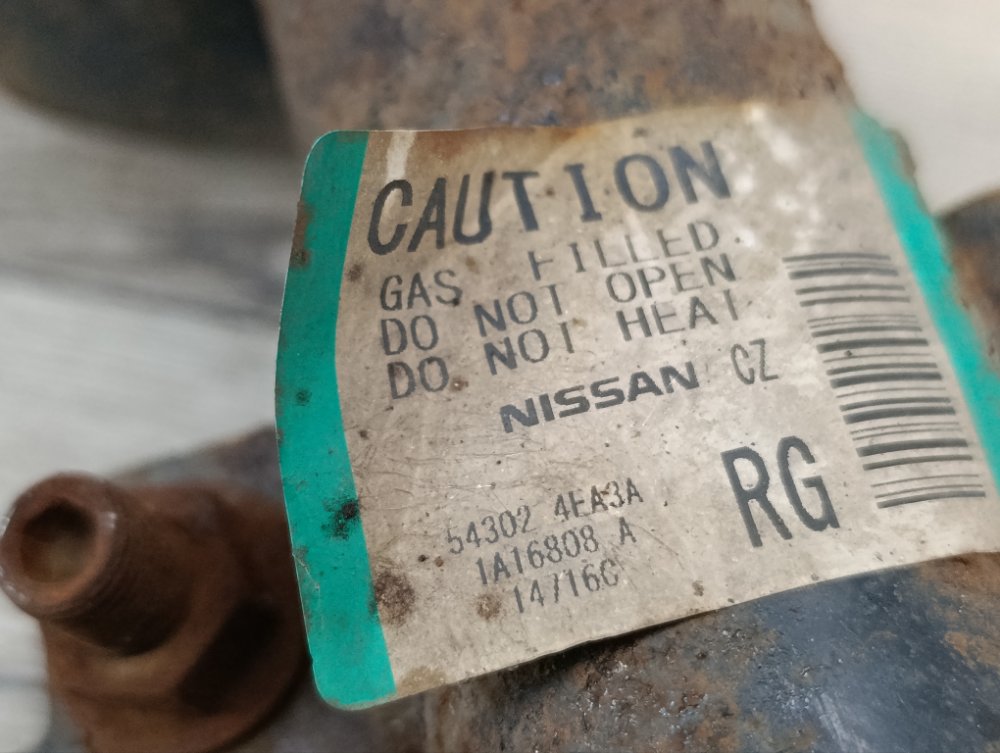 CAUTION
GAS FILLED
DO NOT OPEN
DO NOT HEAT
NISSAN CZ
RG
54302 4EA3A
1A16808 A
14/16C